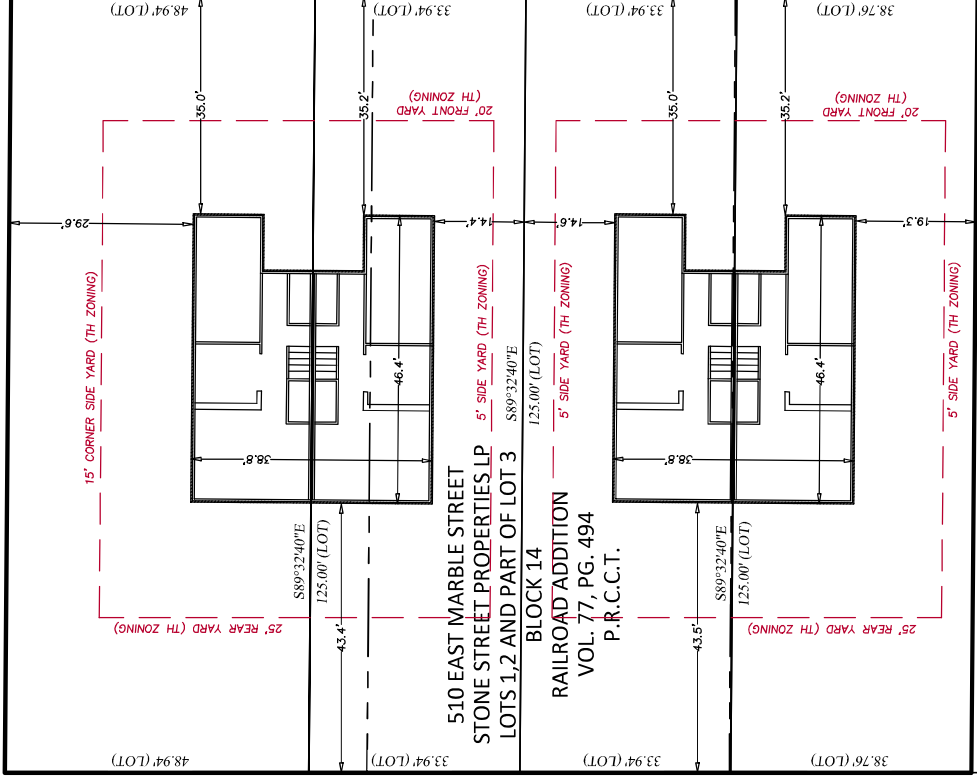 48.94' (LOT)
33.94' (LOT)
33.94' (LOT)
38.76' (LOT)
35.0'
35.2'
35.0'
35.2'
20' FRONT YARD
(TH ZONING)
20' FRONT YARD
(TH ZONING)
29.6'
14.4'
14.6'
19.3'
15' CORNER SIDE YARD (TH ZONING)
5' SIDE YARD (TH ZONING)
S89°32'40"E
125.00' (LOT)
5' SIDE YARD (TH ZONING)
5' SIDE YARD (TH ZONING)
46.4'
46.4'
38.8'
38.8'
510 EAST MARBLE STREET
STONE STREET PROPERTIES LP
LOTS 1,2 AND PART OF LOT 3
BLOCK 14
RAILROAD ADDITION
VOL. 77, PG. 494
P.R.C.C.T.
S89°32'40"E
125.00' (LOT)
S89°32'40"E
125.00' (LOT)
25' REAR YARD (TH ZONING)
43.4'
43.5'
25' REAR YARD (TH ZONING)
48.94' (LOT)
33.94' (LOT)
33.94' (LOT)
38.76' (LOT)